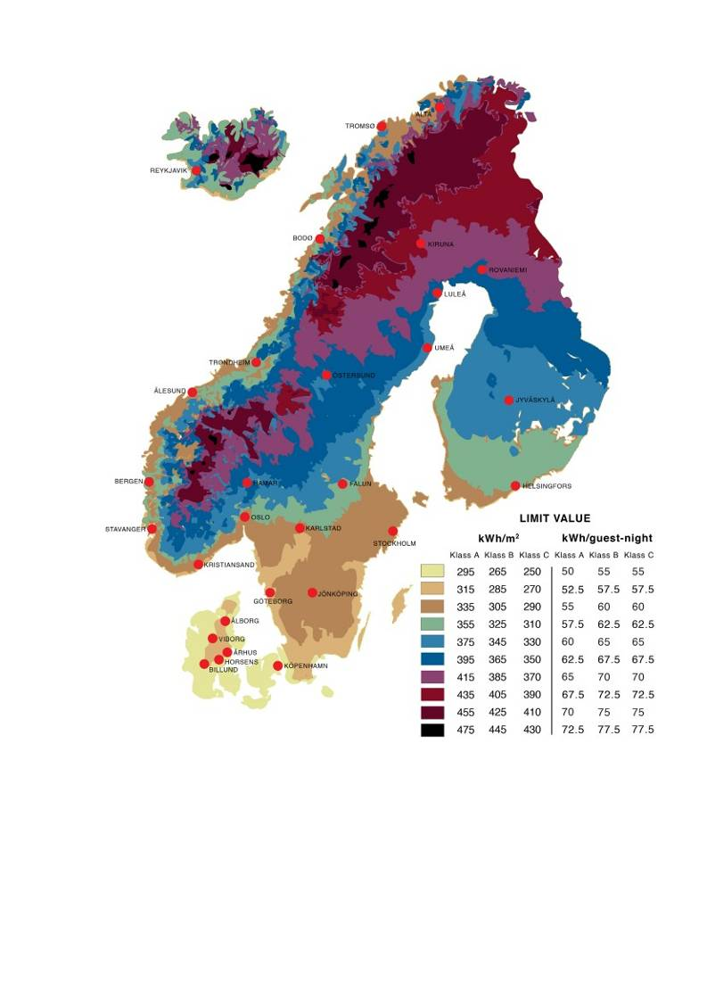 ALTA
TROMSØ
REYKJAVIK
BODØ
KIRUNA
ROVANIEMI
LULEÅ
UMEÅ
TRONDHEIM
ÖSTERSUND
ÅLESUND
JYVÄSKYLÄ
BERGEN
HAMAR
FALUN
HELSINGFORS
OSLO
STAVANGER
KARLSTAD
STOCKHOLM
KRISTIANSAND
GÖTEBORG
JÖNKÖPING
ÅLBORG
VIBORG
ÅRHUS
HORSENS
BILLUND
KÖPENHAMN
LIMIT VALUE
kWh/m² kWh/guest-night
Klass A Klass B Klass C Klass A Klass B Klass C
295 265 250 50 55 55
315 285 270 52.5 57.5 57.5
335 305 290 55 60 60
355 325 310 57.5 62.5 62.5
375 345 330 60 65 65
395 365 350 62.5 67.5 67.5
415 385 370 65 70 70
435 405 390 67.5 72.5 72.5
455 425 410 70 75 75
475 445 430 72.5 77.5 77.5